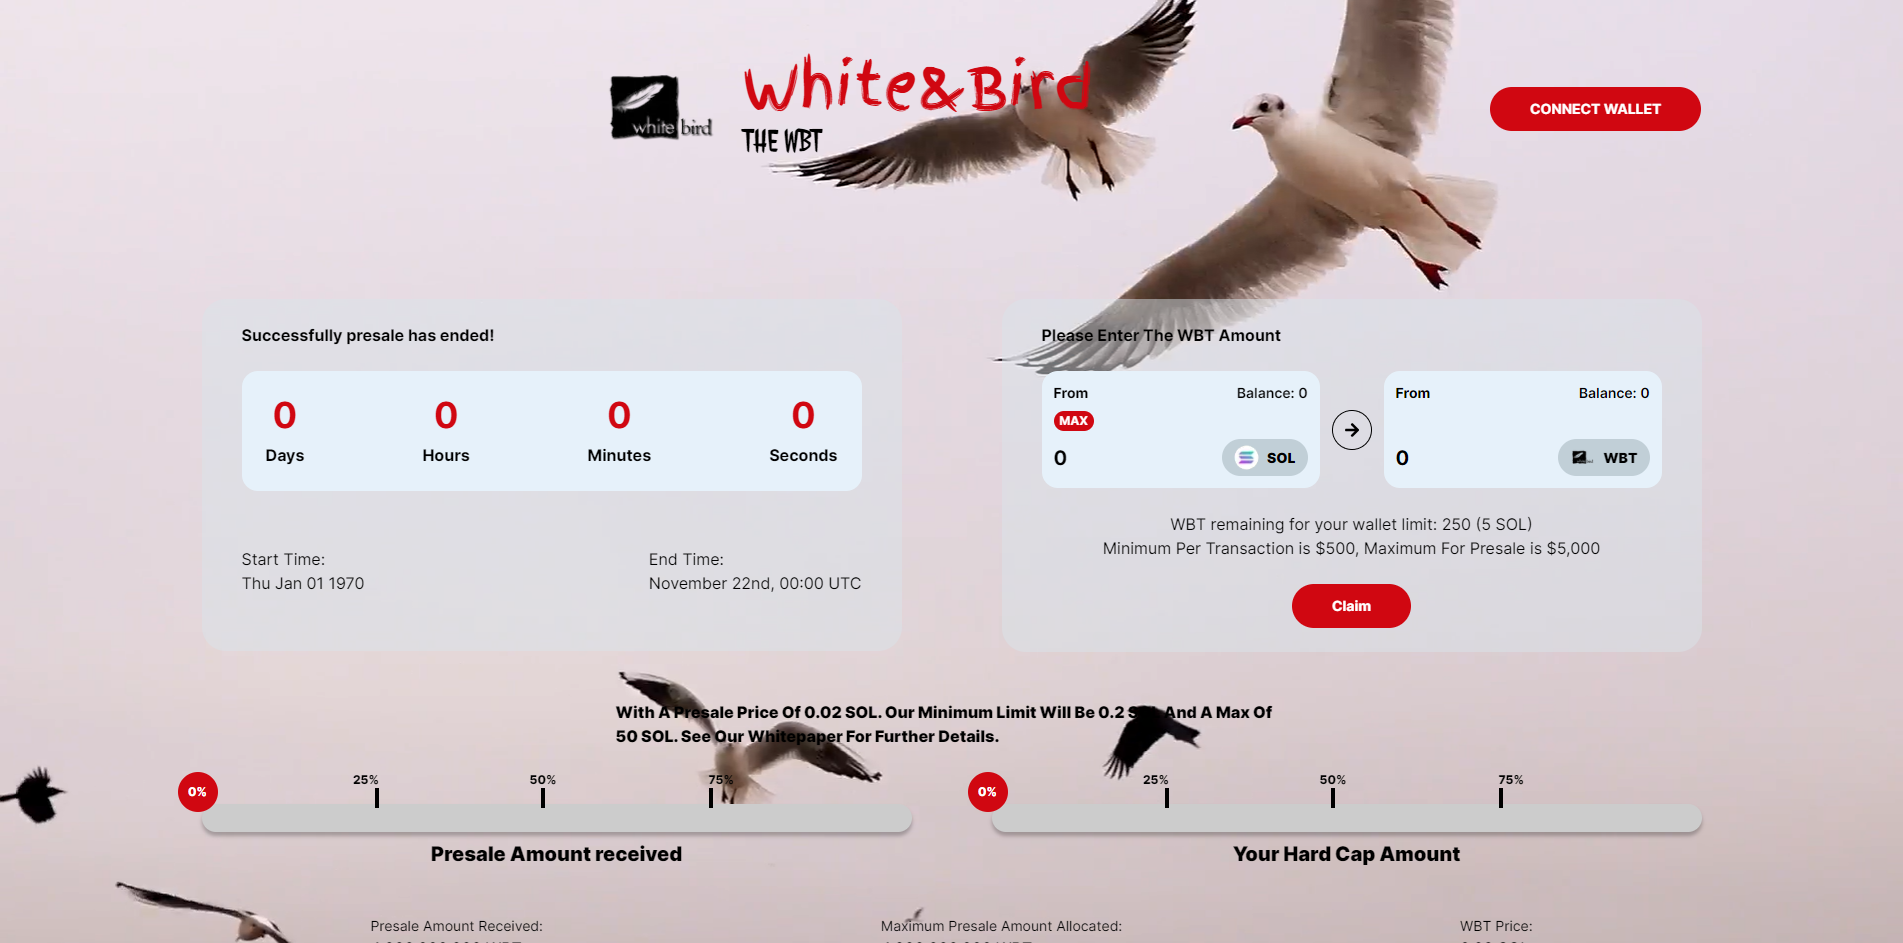 white bird
White&Bird
THE WBT
CONNECT WALLET
Successfully presale has ended!
0 0 0 0
Days Hours Minutes Seconds
Start Time:
Thu Jan 01 1970
End Time:
November 22nd, 00:00 UTC
Please Enter The WBT Amount
From Balance: 0
MAX
0 SOL
From Balance: 0
0 WBT
WBT remaining for your wallet limit: 250 (5 SOL)
Minimum Per Transaction is $500, Maximum For Presale is $5,000
Claim
With A Presale Price Of 0.02 SOL. Our Minimum Limit Will Be 0.2 And A Max Of
50 SOL. See Our Whitepaper For Further Details.
0% 25% 50% 75%
Presale Amount received
0% 25% 50% 75%
Your Hard Cap Amount
Presale Amount Received:
Maximum Presale Amount Allocated:
WBT Price: